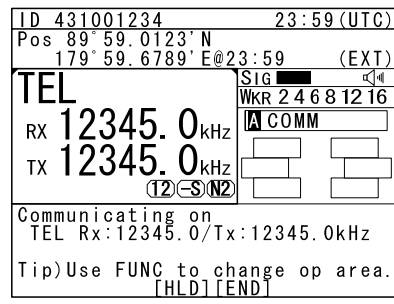 ID 431001234 23:59(UTC)
Pos 89°59.0123'N
179°59.6789'E@23:59 (EXT)
TEL
SIG
WKR 2 4 6 8 12 16
RX 12345.0kHz
A COMM
TX 12345.0kHz
12 -S N2
Communicating on
TEL Rx:12345.0/Tx:12345.0kHz
Tip)Use FUNC to change op area.
[HLD][END]